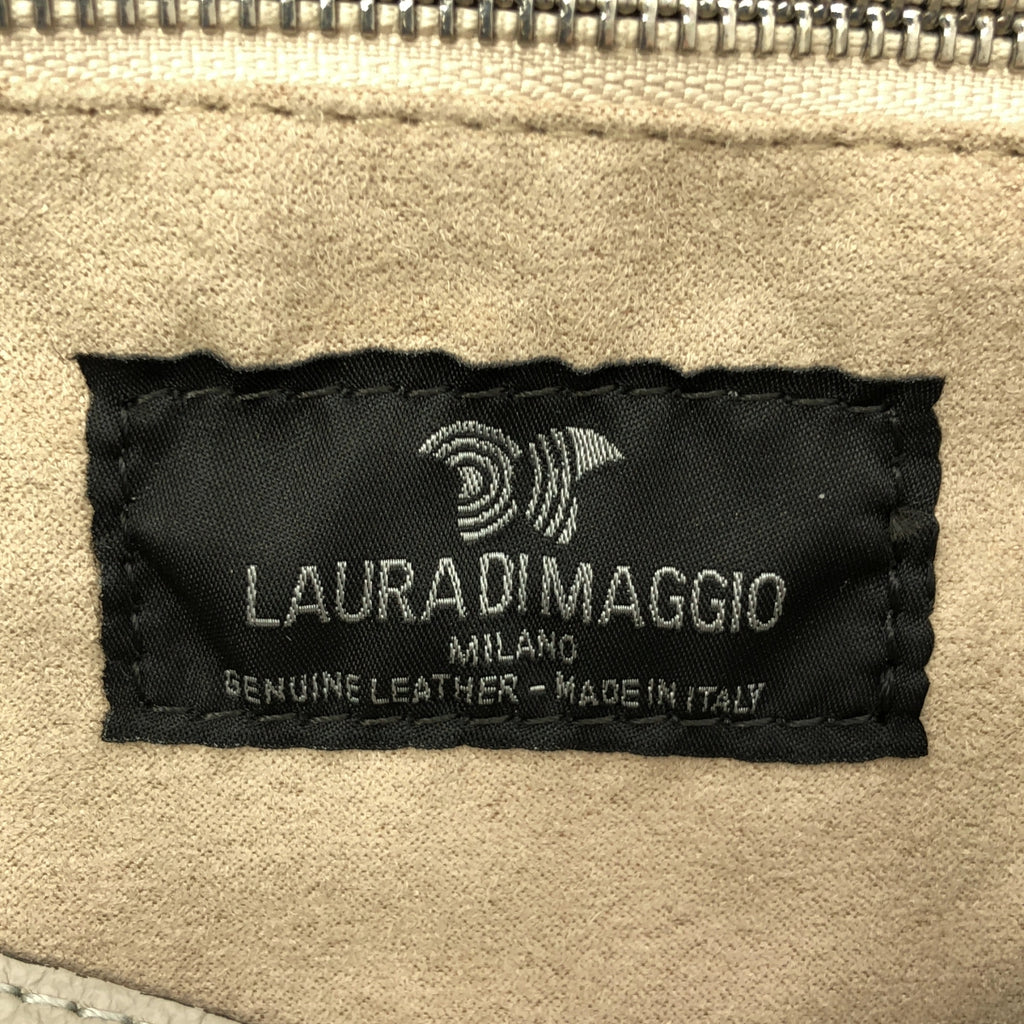 LAURA DI MAGGIO
MILANO
GENUINE LEATHER - MADE IN ITALY